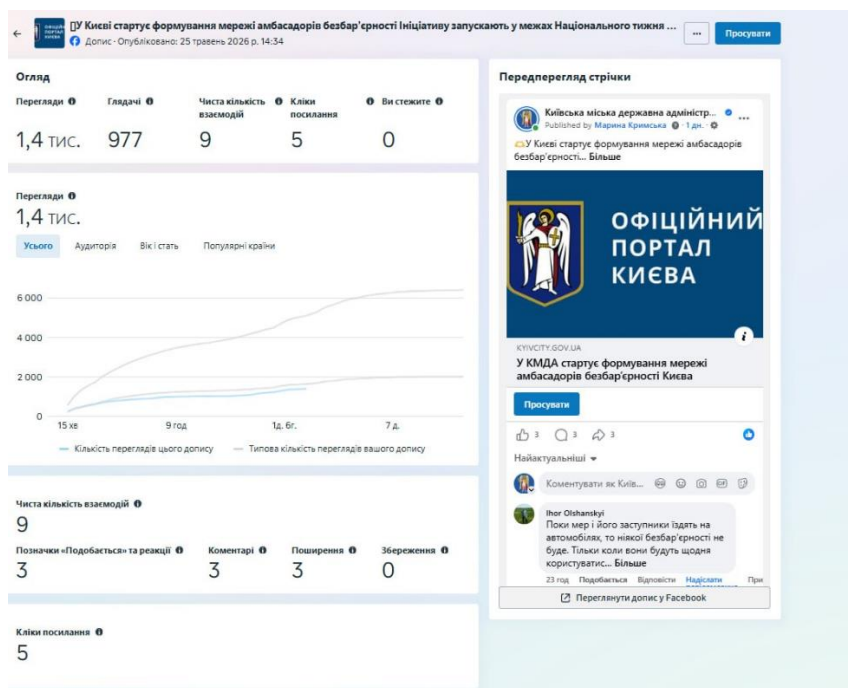 У Києві стартує формування мережі амбасадорів безбар'єрності Ініціативу запускають у межах Національного тижня ...
Допис · Опубліковано: 25 травень 2026 р. 14:34
...
Просувати
Огляд
Перегляди
Глядачі
Чиста кількість взаємодій
Кліки посилання
Ви стежите
1,4 тис.
977
9
5
0
Перегляди
1,4 тис.
Усього
Аудиторія
Вік і стать
Популярні країни
6 000
4 000
2 000
0
15 хв
9 год
1д. 6г.
7 д.
Кількість переглядів цього допису
Типова кількість переглядів вашого допису
Чиста кількість взаємодій
9
Позначки «Подобається» та реакції
Коментарі
Поширення
Збереження
3
3
3
0
Кліки посилання
5
Передперегляд стрічки
Київська міська державна адміністр...
Published by Марина Кримська · 1 дн. ·
У Києві стартує формування мережі амбасадорів
безбар'єрності... Більше
ОФІЦІЙНИЙ
ПОРТАЛ
КИЄВА
KYIVCITY.GOV.UA
У КМДА стартує формування мережі
амбасадорів безбар'єрності Києва
Просувати
3
3
3
Найактуальніші
Коментувати як Київ...
GIF
Ihor Olshanskyi
Поки мер і його заступники їздять на
автомобілях, то ніякої безбар'єрності не
буде. Тільки коли вони будуть щодня
користуватис... Більше
23 год Подобається Відповісти Надіслати При
Переглянути допис у Facebook